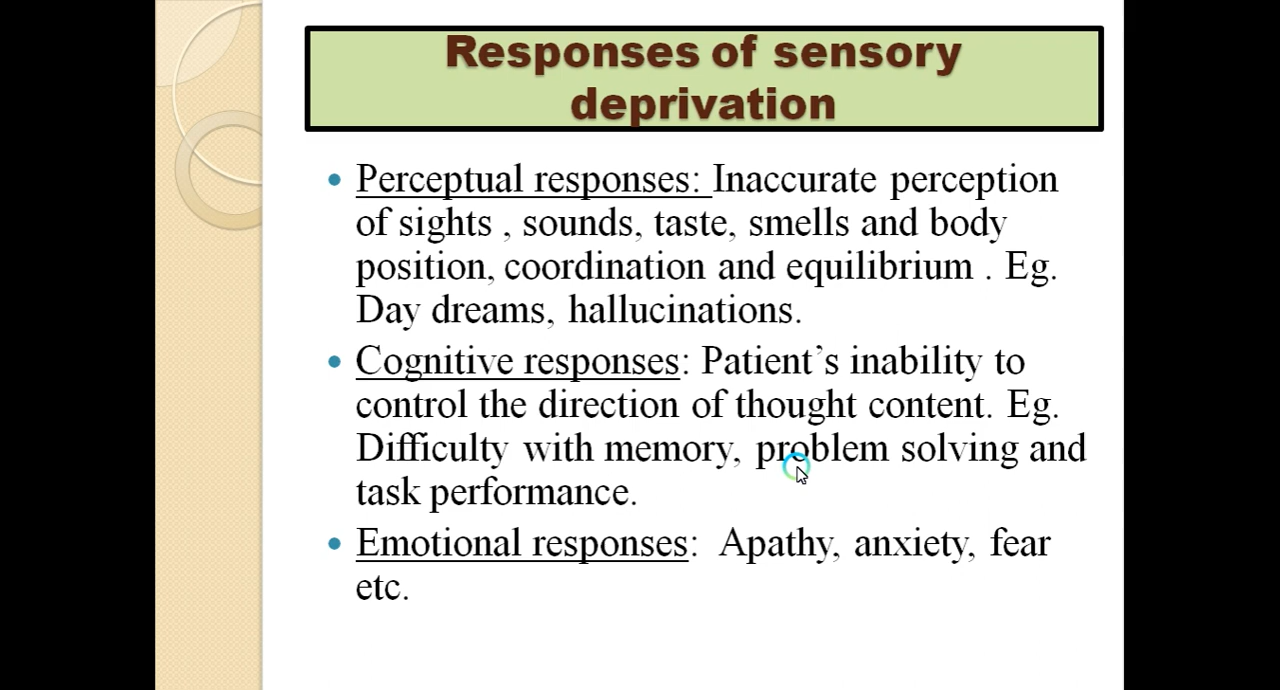 Responses of sensory
deprivation
• Perceptual responses: Inaccurate perception
of sights , sounds, taste, smells and body
position, coordination and equilibrium . Eg.
Day dreams, hallucinations.
• Cognitive responses: Patient’s inability to
control the direction of thought content. Eg.
Difficulty with memory, problem solving and
task performance.
• Emotional responses:  Apathy, anxiety, fear
etc.